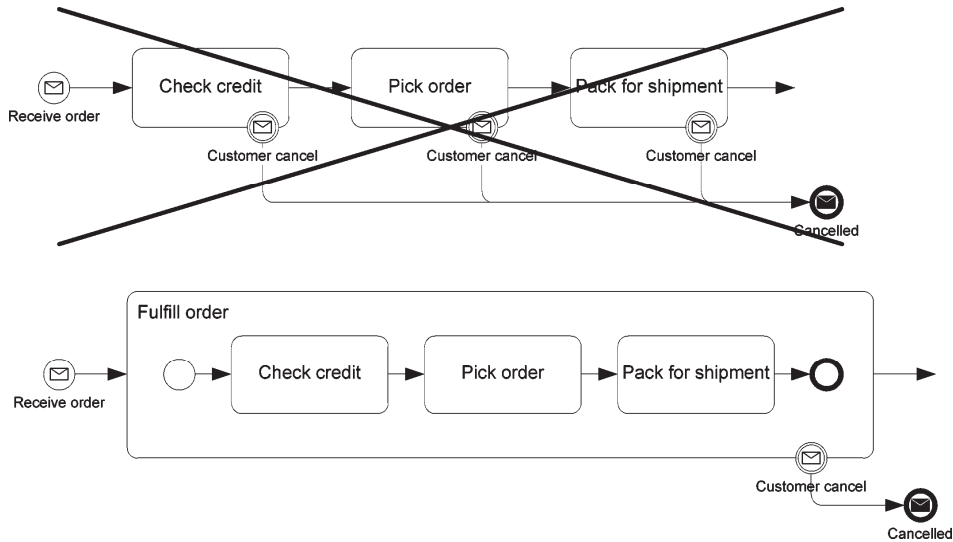 Check credit
Pick order
Pack for shipment
Receive order
Customer cancel
Customer cancel
Customer cancel
Cancelled
Fulfill order
Check credit
Pick order
Pack for shipment
Receive order
Customer cancel
Cancelled